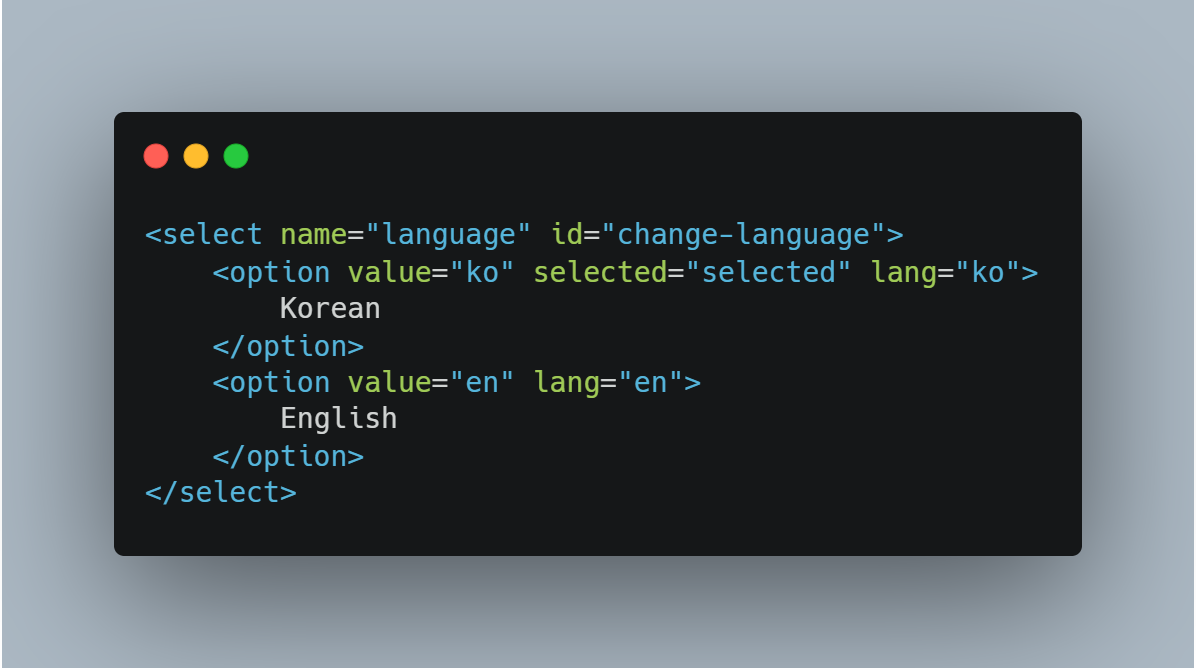 <select name="language" id="change-language">
    <option value="ko" selected="selected" lang="ko">
        Korean
    </option>
    <option value="en" lang="en">
        English
    </option>
</select>